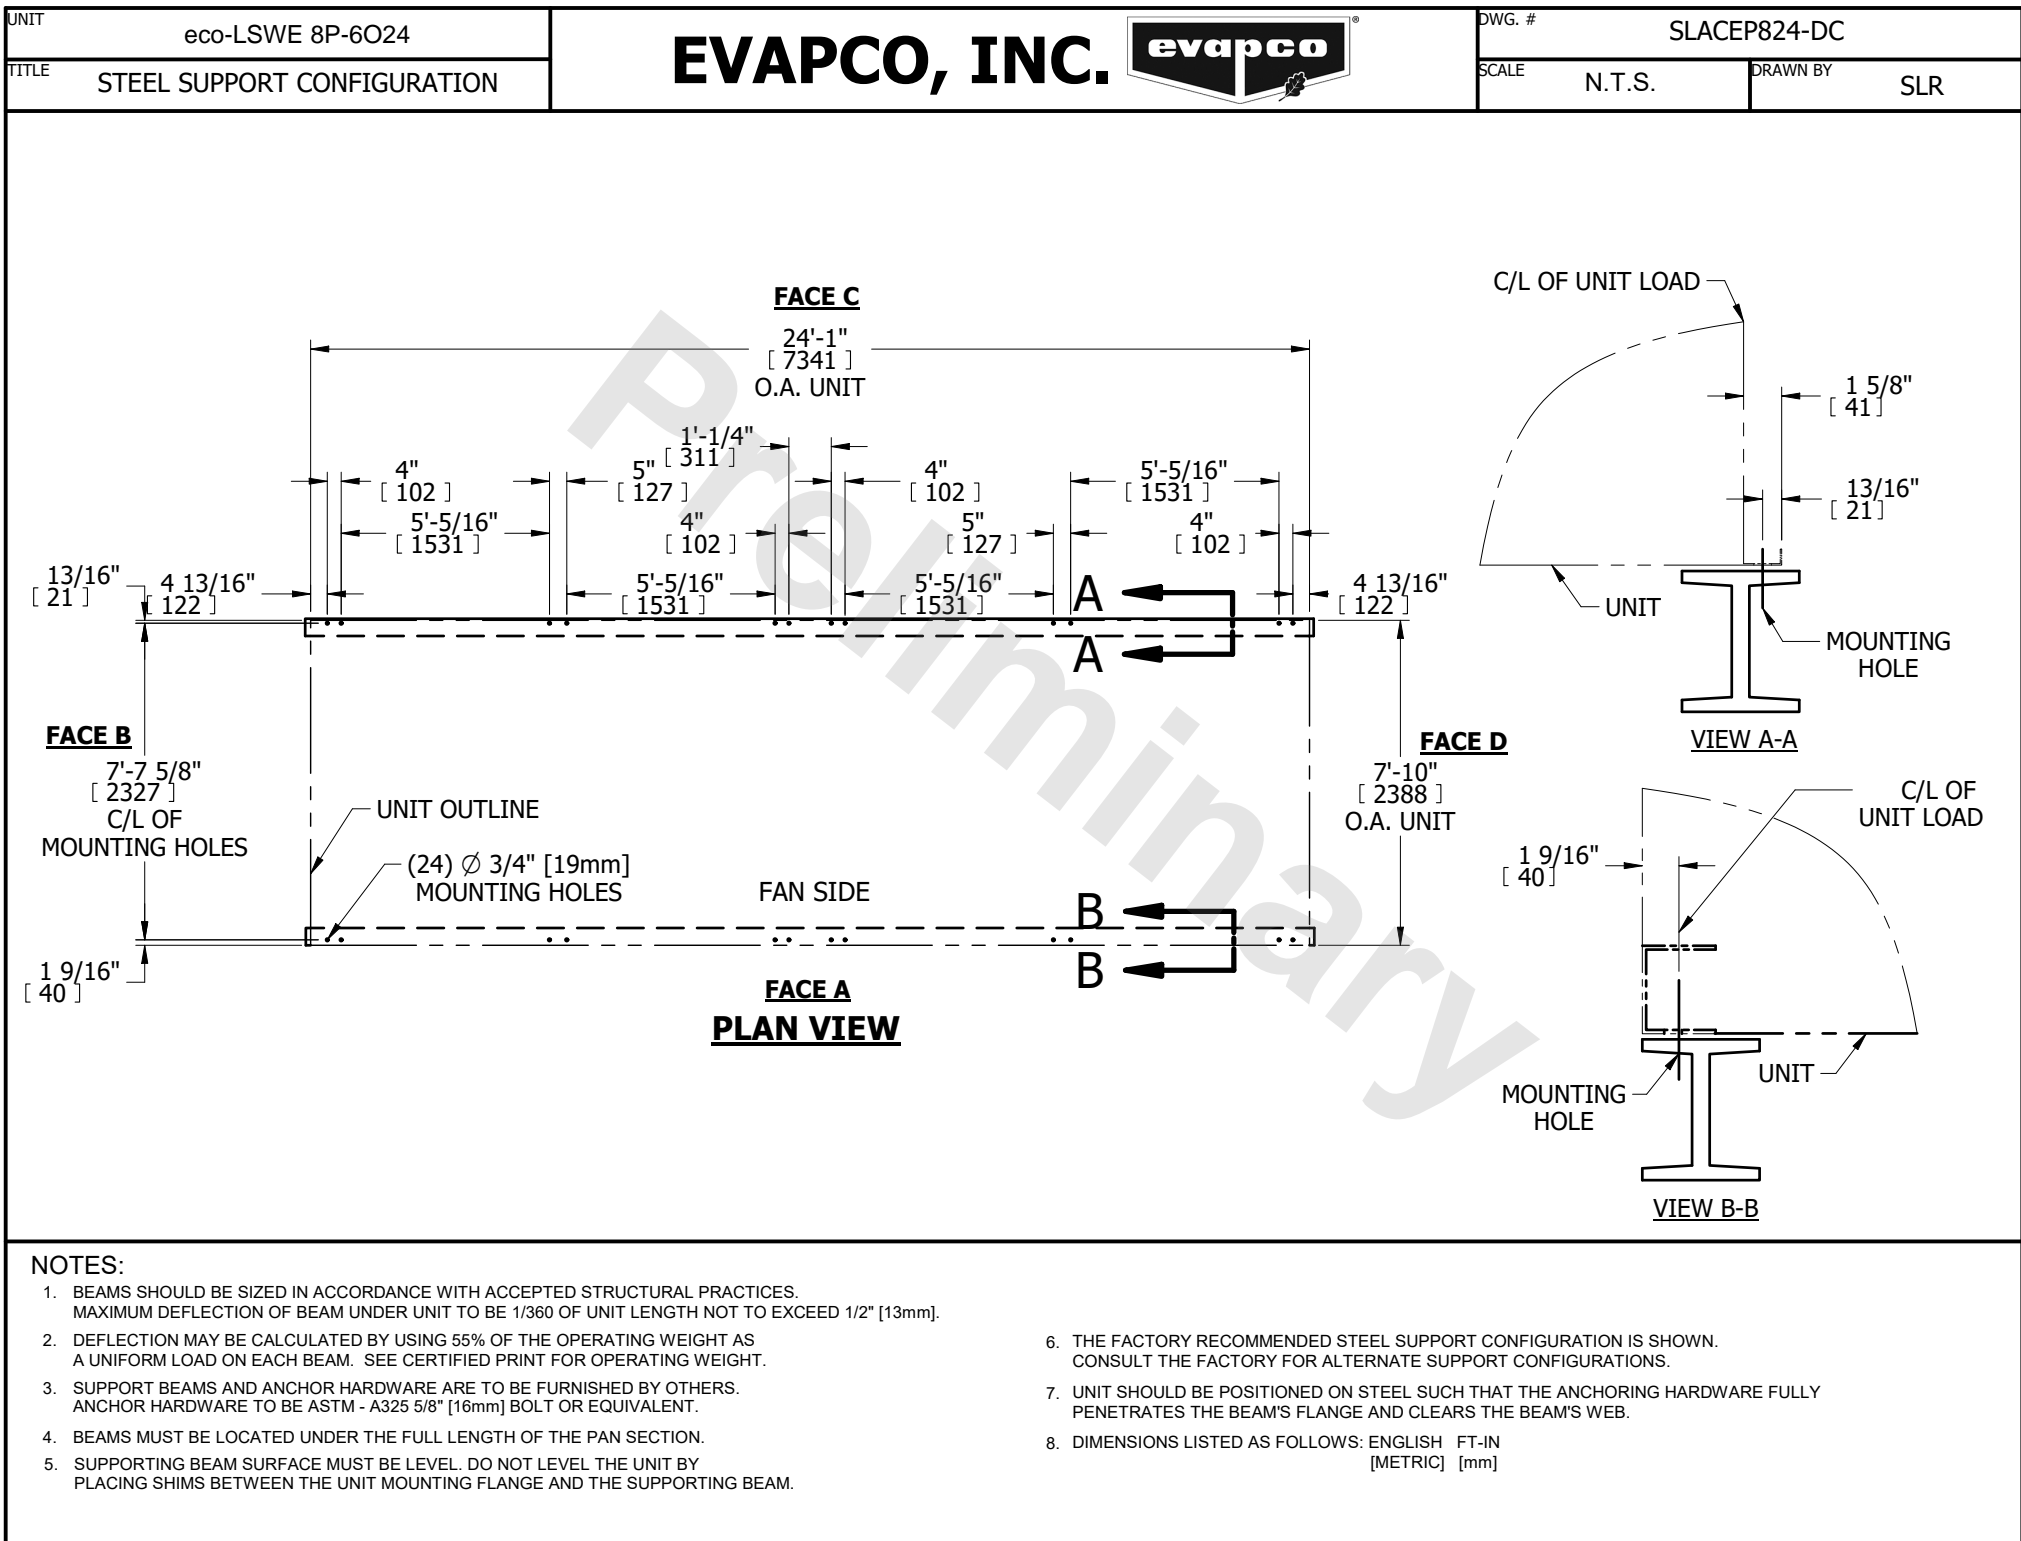 UNIT
eco-LSWE 8P-6O24
TITLE
STEEL SUPPORT CONFIGURATION
EVAPCO, INC.
evapco
®
DWG. #
SLACEP824-DC
SCALE
N.T.S.
DRAWN BY
SLR
Preliminary
FACE C
24'-1"
[ 7341 ]
O.A. UNIT
1'-1/4"
[ 311 ]
4"
[ 102 ]
5"
[ 127 ]
4"
[ 102 ]
5'-5/16"
[ 1531 ]
5'-5/16"
[ 1531 ]
4"
[ 102 ]
5"
[ 127 ]
4"
[ 102 ]
13/16"
[ 21 ]
4 13/16"
[ 122 ]
5'-5/16"
[ 1531 ]
5'-5/16"
[ 1531 ]
4 13/16"
[ 122 ]
A
A
FACE B
7'-7 5/8"
[ 2327 ]
C/L OF
MOUNTING HOLES
FACE D
7'-10"
[ 2388 ]
O.A. UNIT
UNIT OUTLINE
(24) Ø 3/4" [19mm]
MOUNTING HOLES
FAN SIDE
B
B
1 9/16"
[ 40 ]
FACE A
PLAN VIEW
C/L OF UNIT LOAD
1 5/8"
[ 41 ]
13/16"
[ 21 ]
UNIT
MOUNTING
HOLE
VIEW A-A
C/L OF
UNIT LOAD
1 9/16"
[ 40 ]
UNIT
MOUNTING
HOLE
VIEW B-B
NOTES:
1. BEAMS SHOULD BE SIZED IN ACCORDANCE WITH ACCEPTED STRUCTURAL PRACTICES.
MAXIMUM DEFLECTION OF BEAM UNDER UNIT TO BE 1/360 OF UNIT LENGTH NOT TO EXCEED 1/2" [13mm].
2. DEFLECTION MAY BE CALCULATED BY USING 55% OF THE OPERATING WEIGHT AS
A UNIFORM LOAD ON EACH BEAM. SEE CERTIFIED PRINT FOR OPERATING WEIGHT.
3. SUPPORT BEAMS AND ANCHOR HARDWARE ARE TO BE FURNISHED BY OTHERS.
ANCHOR HARDWARE TO BE ASTM - A325 5/8" [16mm] BOLT OR EQUIVALENT.
4. BEAMS MUST BE LOCATED UNDER THE FULL LENGTH OF THE PAN SECTION.
5. SUPPORTING BEAM SURFACE MUST BE LEVEL. DO NOT LEVEL THE UNIT BY
PLACING SHIMS BETWEEN THE UNIT MOUNTING FLANGE AND THE SUPPORTING BEAM.
6. THE FACTORY RECOMMENDED STEEL SUPPORT CONFIGURATION IS SHOWN.
CONSULT THE FACTORY FOR ALTERNATE SUPPORT CONFIGURATIONS.
7. UNIT SHOULD BE POSITIONED ON STEEL SUCH THAT THE ANCHORING HARDWARE FULLY
PENETRATES THE BEAM'S FLANGE AND CLEARS THE BEAM'S WEB.
8. DIMENSIONS LISTED AS FOLLOWS: ENGLISH FT-IN
[METRIC] [mm]